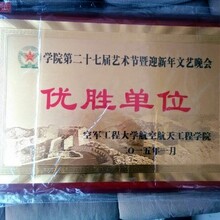 学院第二十七届艺术节暨迎新年文艺晚会
优胜单位
空军工程大学航空航天工程学院
二〇一五年一月